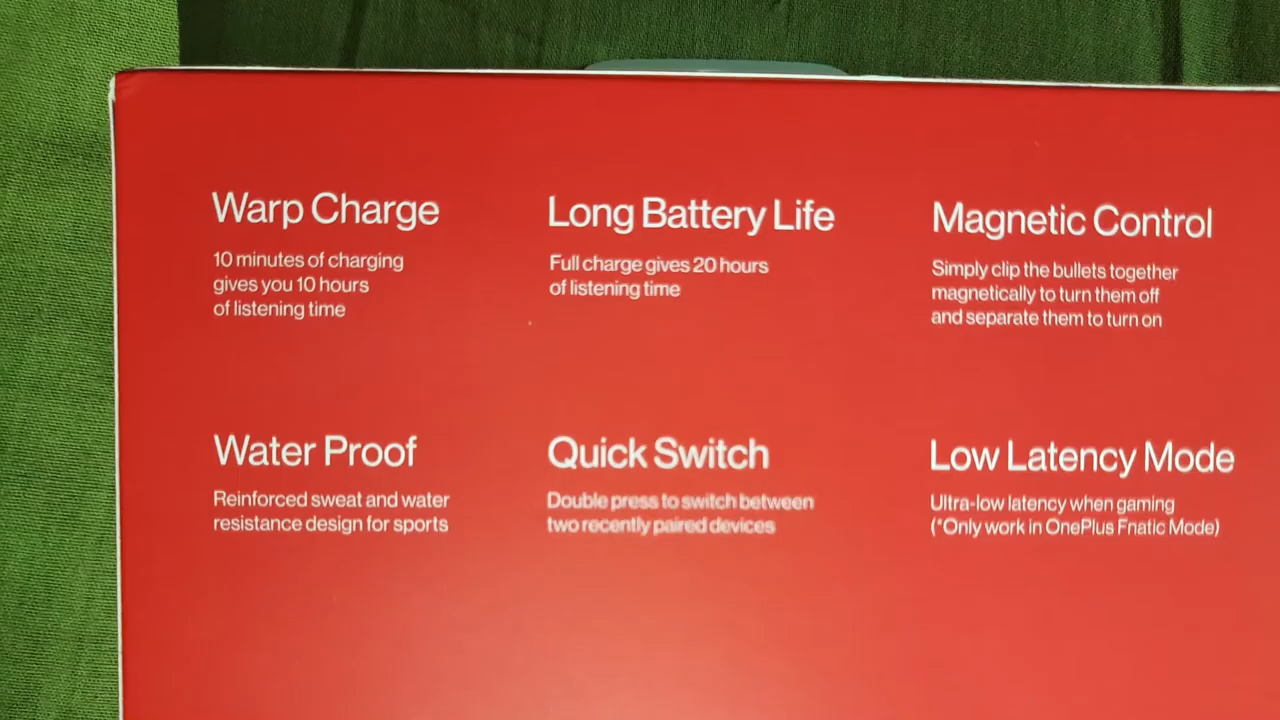 Warp Charge
10 minutes of charging
gives you 10 hours
of listening time
Long Battery Life
Full charge gives 20 hours
of listening time
Magnetic Control
Simply clip the bullets together
magnetically to turn them off
and separate them to turn on
Water Proof
Reinforced sweat and water
resistance design for sports
Quick Switch
Double press to switch between
two recently paired devices
Low Latency Mode
Ultra-low latency when gaming
(*Only work in OnePlus Fnatic Mode)